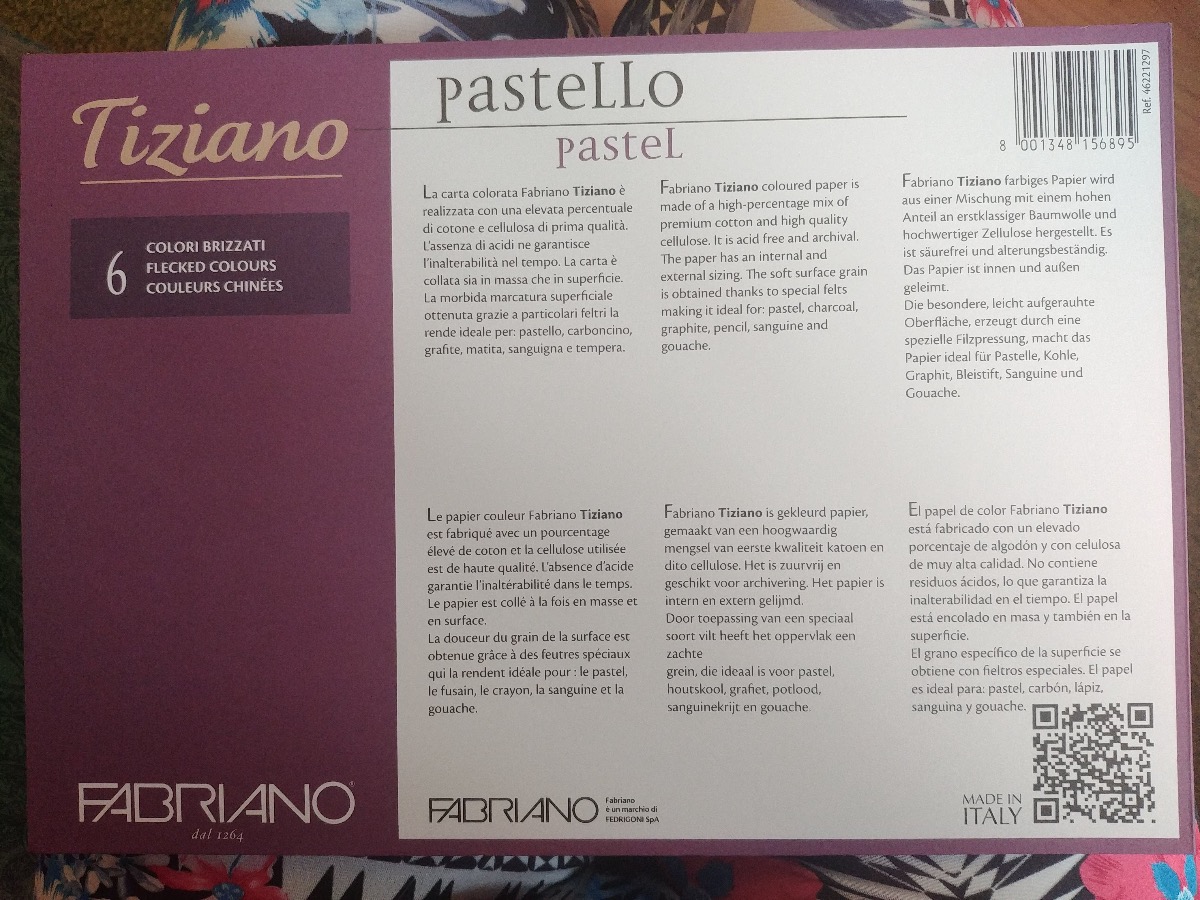 Tiziano
6
COLORI BRIZZATI
FLECKED COLOURS
COULEURS CHINÉES
FABRIANO®
dal 1264
pasteLLo
pasteL
8 001348 156895
Ref. 46221297
La carta colorata Fabriano Tiziano è
realizzata con una elevata percentuale
di cotone e cellulosa di prima qualità.
L'assenza di acidi ne garantisce
l'inalterabilità nel tempo. La carta è
collata sia in massa che in superficie.
La morbida marcatura superficiale
ottenuta grazie a particolari feltri la
rende ideale per: pastello, carboncino,
grafite, matita, sanguigna e tempera.
Fabriano Tiziano coloured paper is
made of a high-percentage mix of
premium cotton and high quality
cellulose. It is acid free and archival.
The paper has an internal and
external sizing. The soft surface grain
is obtained thanks to special felts
making it ideal for: pastel, charcoal,
graphite, pencil, sanguine and
gouache.
Fabriano Tiziano farbiges Papier wird
aus einer Mischung mit einem hohen
Anteil an erstklassiger Baumwolle und
hochwertiger Zellulose hergestellt. Es
ist säurefrei und alterungsbeständig.
Das Papier ist innen und außen
geleimt.
Die besondere, leicht aufgerauhte
Oberfläche, erzeugt durch eine
spezielle Filzpressung, macht das
Papier ideal für Pastelle, Kohle,
Graphit, Bleistift, Sanguine und
Gouache.
Le papier couleur Fabriano Tiziano
est fabriqué avec un pourcentage
élevé de coton et la cellulose utilisée
est de haute qualité. L'absence d'acide
garantie l'inaltérabilité dans le temps.
Le papier est collè à la fois en masse et
en surface.
La douceur du grain de la surface est
obtenue grâce à des feutres spéciaux
qui la rendent idéale pour : le pastel,
le fusain, le crayon, la sanguine et la
gouache.
Fabriano Tiziano is gekleurd papier,
gemaakt van een hoogwaardig
mengsel van eerste kwaliteit katoen en
dito cellulose. Het is zuurvrij en
geschikt voor archivering. Het papier is
intern en extern gelijmd.
Door toepassing van een speciaal
soort vilt heeft het oppervlak een
zachte
grein, die ideaal is voor pastel,
houtskool, grafiet, potlood,
sanguinekrijt en gouache.
El papel de color Fabriano Tiziano
está fabricado con un elevado
porcentaje de algodón y con celulosa
de muy alta calidad. No contiene
residuos ácidos, lo que garantiza la
inalterabilidad en el tiempo. El papel
está encolado en masa y también en la
superficie.
El grano específico de la superficie se
obtiene con fieltros especiales. El papel
es ideal para: pastel, carbón, lápiz,
sanguina y gouache.
FABRIANO
Fabriano
è un marchio di
FEDRIGONI SpA
MADE IN
ITALY